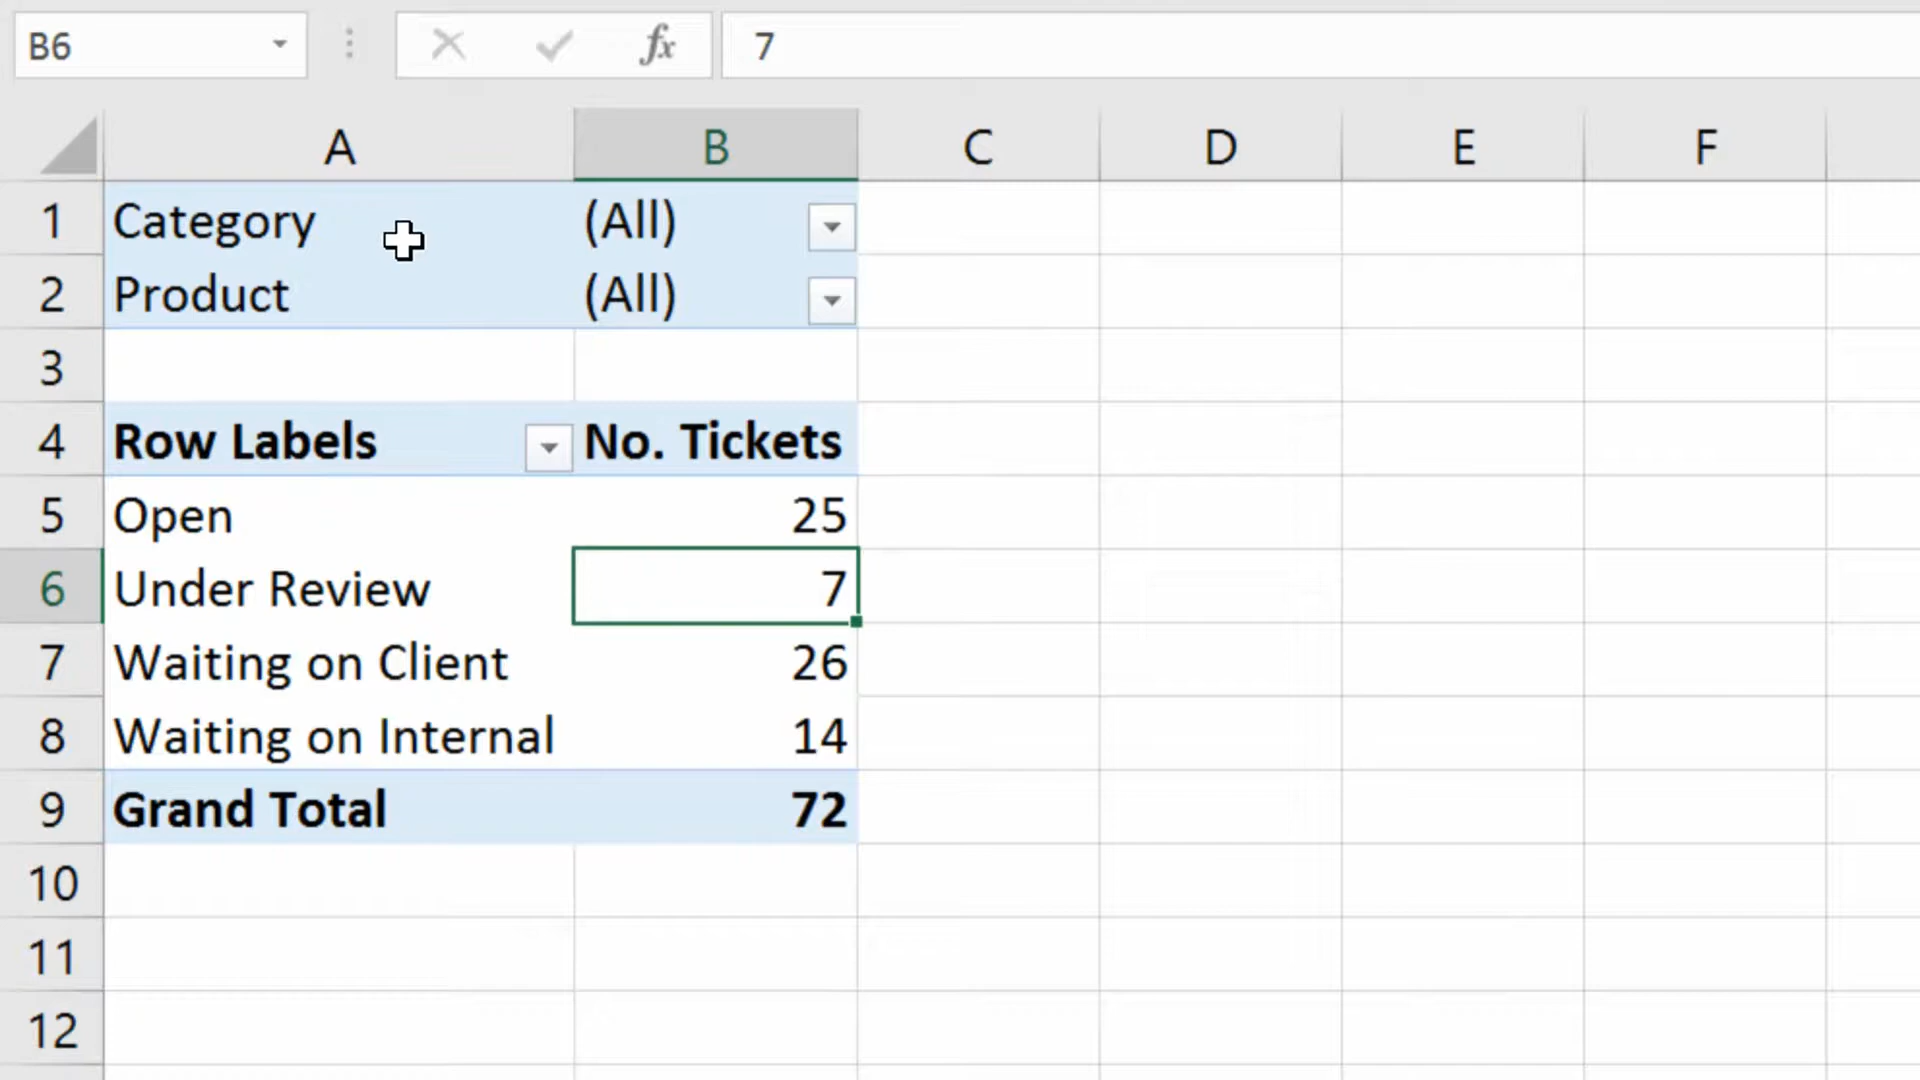 B6 fx 7
A B C D E F
1 Category (All)
2 Product (All)
3
4 Row Labels No. Tickets
5 Open 25
6 Under Review 7
7 Waiting on Client 26
8 Waiting on Internal 14
9 Grand Total 72
10
11
12